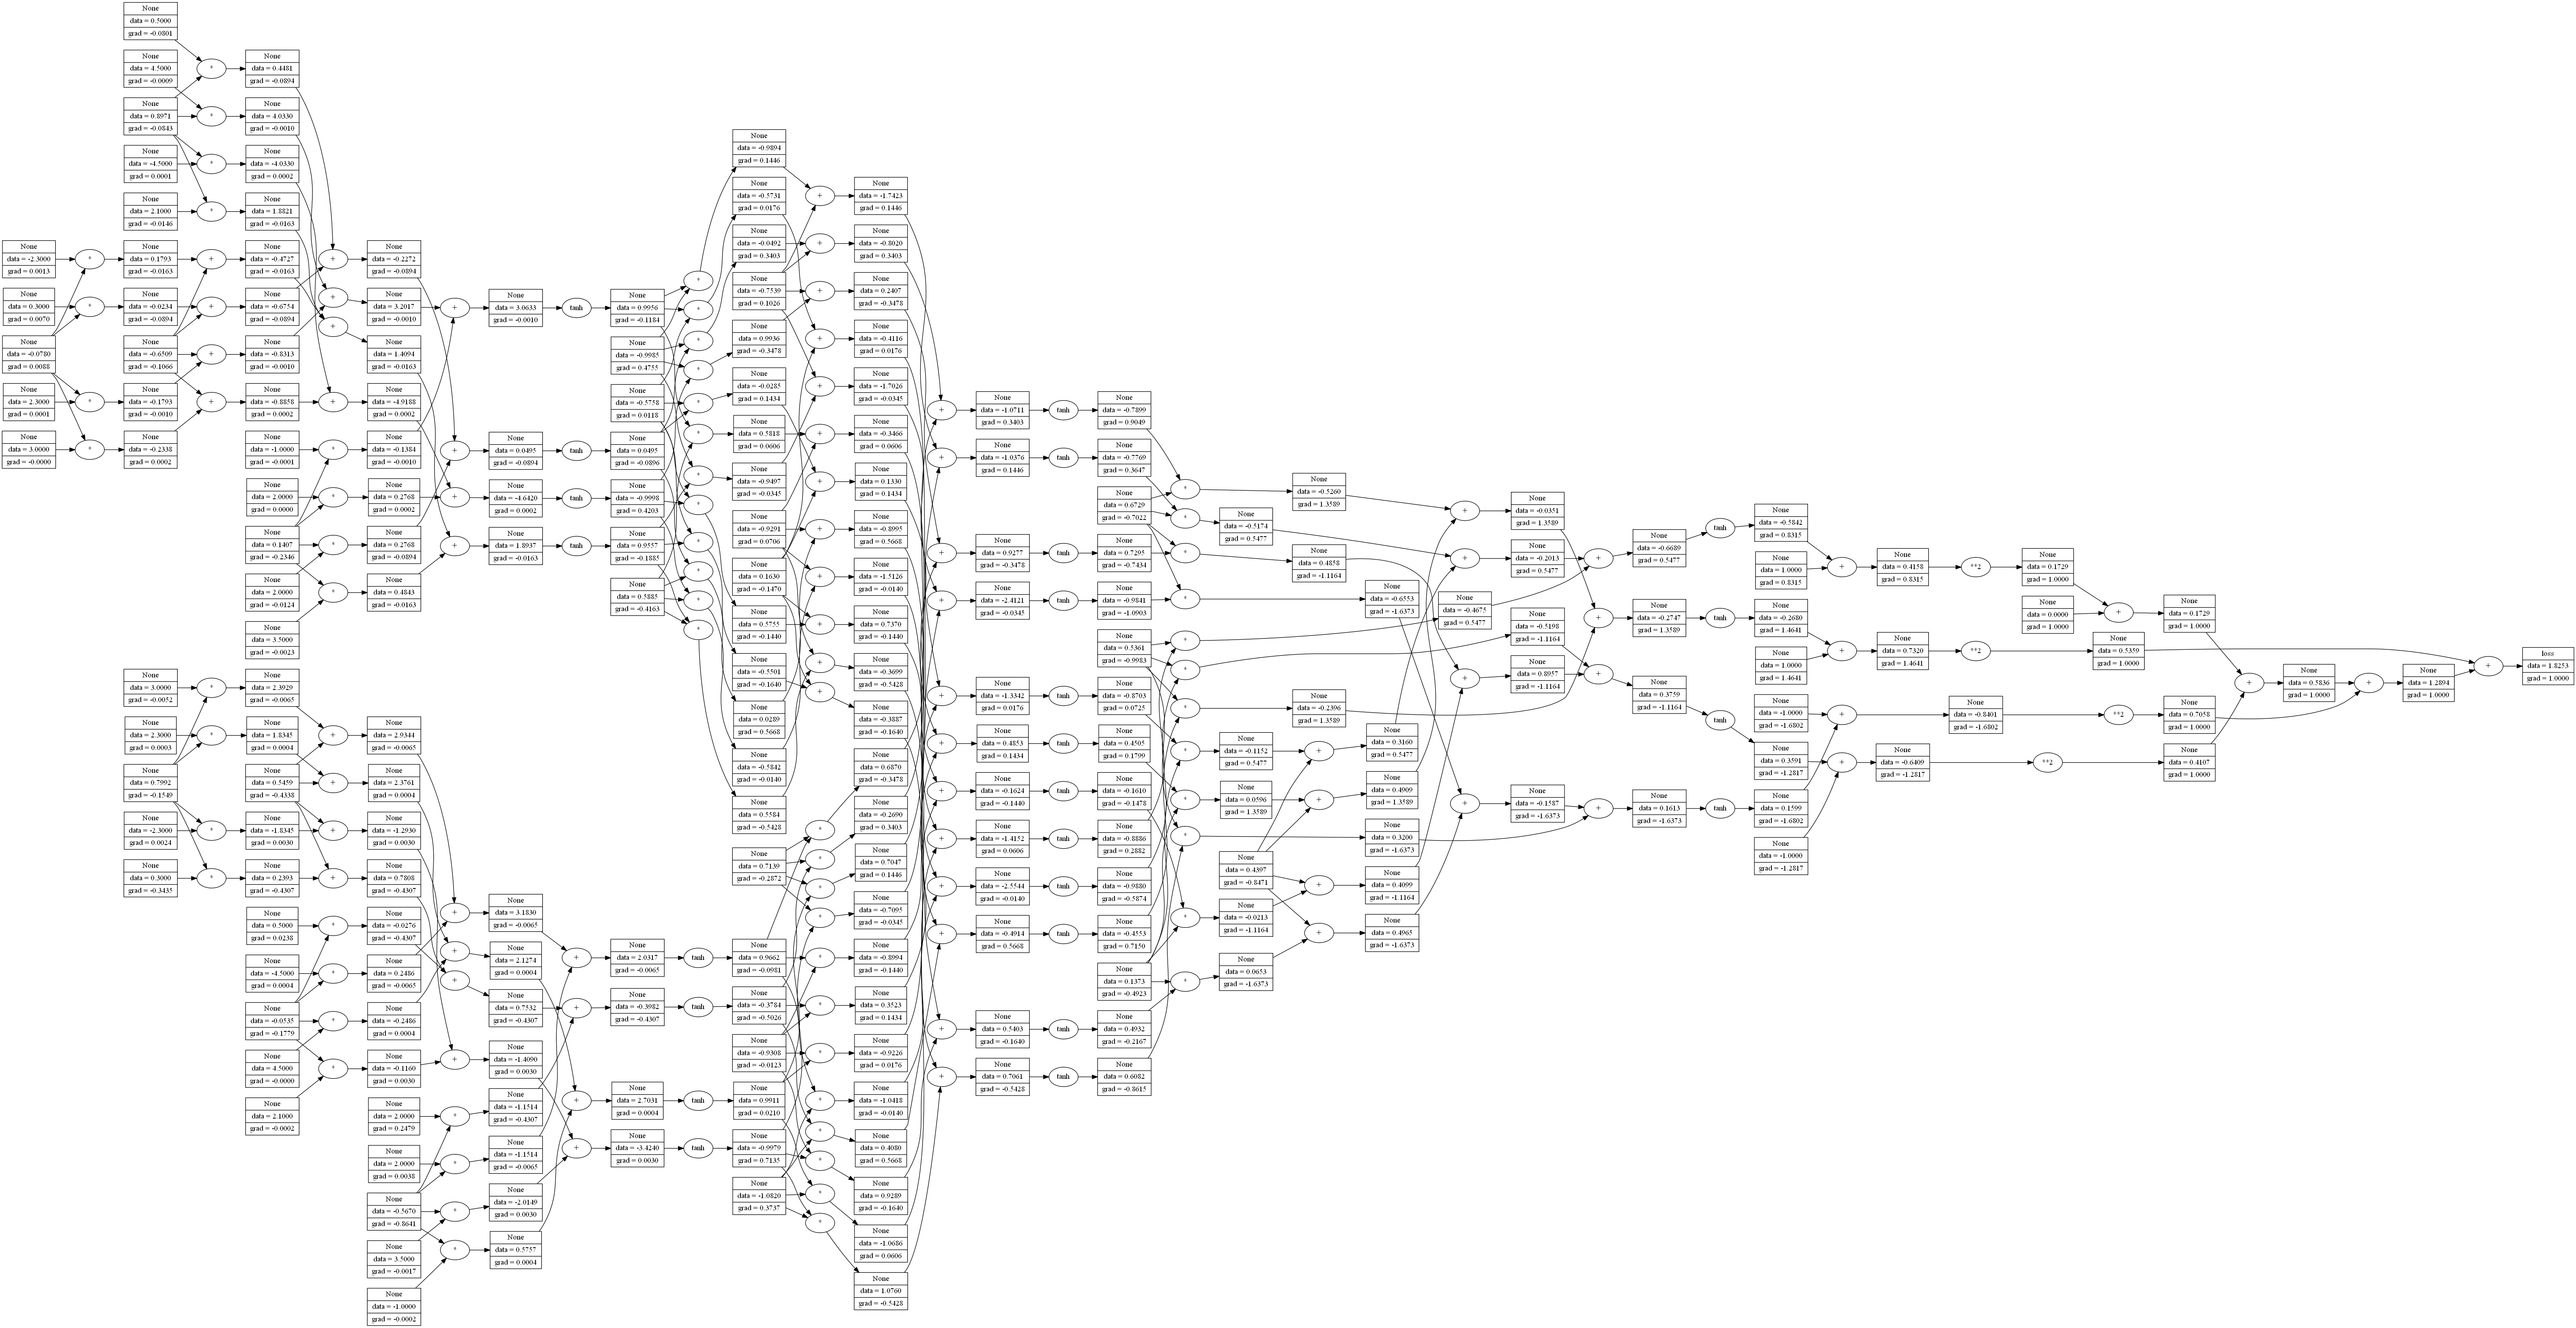 None
data = -2.3000
grad = 0.0013
None
data = 0.3000
grad = 0.0070
None
data = -0.0780
grad = 0.0088
None
data = 2.3000
grad = 0.0001
None
data = 3.0000
grad = -0.0000
*
*
*
*
None
data = 0.5000
grad = -0.0801
None
data = 4.5000
grad = -0.0009
None
data = 0.8971
grad = -0.0843
None
data = -4.5000
grad = 0.0001
None
data = 2.1000
grad = -0.0146
None
data = 0.1793
grad = -0.0163
None
data = -0.0234
grad = -0.0894
None
data = -0.6509
grad = -0.1066
None
data = -0.1793
grad = -0.0010
None
data = -0.2338
grad = 0.0002
None
data = 3.0000
grad = -0.0052
None
data = 2.3000
grad = 0.0003
None
data = 0.7992
grad = -0.1549
None
data = -2.3000
grad = 0.0024
None
data = 0.3000
grad = -0.3435
*
*
*
*
+
+
+
+
*
*
*
*
None
data = 0.4481
grad = -0.0894
None
data = 4.0330
grad = -0.0010
None
data = -4.0330
grad = 0.0002
None
data = 1.8821
grad = -0.0163
None
data = -0.4727
grad = -0.0163
None
data = -0.6754
grad = -0.0894
None
data = -0.8313
grad = -0.0010
None
data = -0.8858
grad = 0.0002
None
data = -1.0000
grad = -0.0001
None
data = 2.0000
grad = 0.0000
None
data = 0.1407
grad = -0.2346
None
data = 2.0000
grad = -0.0124
None
data = 3.5000
grad = -0.0023
None
data = 2.3929
grad = -0.0065
None
data = 1.8345
grad = 0.0004
None
data = 0.5459
grad = -0.4338
None
data = -1.8345
grad = 0.0030
None
data = 0.2393
grad = -0.4307
None
data = 0.5000
grad = 0.0238
None
data = -4.5000
grad = 0.0004
None
data = -0.0535
grad = -0.1779
None
data = 4.5000
grad = -0.0000
None
data = 2.1000
grad = -0.0002
+
+
+
+
*
*
*
*
+
+
+
+
*
*
*
*
None
data = -0.2272
grad = -0.0894
None
data = 3.2017
grad = -0.0010
None
data = 1.4094
grad = -0.0163
None
data = -4.9188
grad = 0.0002
None
data = -0.1384
grad = -0.0010
None
data = 0.2768
grad = 0.0002
None
data = 0.2768
grad = -0.0894
None
data = 0.4843
grad = -0.0163
None
data = 2.9344
grad = -0.0065
None
data = 2.3761
grad = 0.0004
None
data = -1.2930
grad = 0.0030
None
data = 0.7808
grad = -0.4307
None
data = -0.0276
grad = -0.4307
None
data = 0.2486
grad = -0.0065
None
data = -0.2486
grad = 0.0004
None
data = -0.1160
grad = 0.0030
None
data = 2.0000
grad = 0.2479
None
data = 2.0000
grad = 0.0038
None
data = -0.5670
grad = -0.8641
None
data = 3.5000
grad = -0.0017
None
data = -1.0000
grad = -0.0002
+
+
+
+
+
+
+
+
*
*
*
*
None
data = 3.0633
grad = -0.0010
None
data = 0.0495
grad = -0.0894
None
data = -4.6420
grad = 0.0002
None
data = 1.8937
grad = -0.0163
None
data = 3.1830
grad = -0.0065
None
data = 2.1274
grad = 0.0004
None
data = 0.7532
grad = -0.4307
None
data = -1.4090
grad = 0.0030
None
data = -1.1514
grad = -0.4307
None
data = -1.1514
grad = -0.0065
None
data = -2.0149
grad = 0.0030
None
data = 0.5757
grad = 0.0004
tanh
tanh
tanh
tanh
+
+
+
+
None
data = 0.9956
grad = -0.1184
None
data = -0.9985
grad = 0.4755
None
data = -0.5758
grad = 0.0118
None
data = 0.0495
grad = -0.0896
None
data = -0.9998
grad = 0.4203
None
data = 0.9557
grad = -0.1885
None
data = 0.5885
grad = -0.4163
None
data = 2.0317
grad = -0.0065
None
data = -0.3982
grad = -0.4307
None
data = 2.7031
grad = 0.0004
None
data = -3.4240
grad = 0.0030
*
*
*
*
*
*
*
*
*
*
*
*
tanh
tanh
tanh
tanh
None
data = -0.9894
grad = 0.1446
None
data = -0.5731
grad = 0.0176
None
data = -0.0492
grad = 0.3403
None
data = -0.7539
grad = 0.1026
None
data = 0.9936
grad = -0.3478
None
data = -0.0285
grad = 0.1434
None
data = 0.5818
grad = 0.0606
None
data = -0.9497
grad = -0.0345
None
data = -0.9291
grad = 0.0706
None
data = 0.1630
grad = -0.1470
None
data = 0.5755
grad = -0.1440
None
data = -0.5501
grad = -0.1640
None
data = 0.0289
grad = 0.5668
None
data = -0.5842
grad = -0.0140
None
data = 0.5584
grad = -0.5428
None
data = 0.7139
grad = -0.2872
None
data = 0.9662
grad = -0.0981
None
data = -0.3784
grad = -0.5026
None
data = -0.9308
grad = -0.0123
None
data = 0.9911
grad = 0.0210
None
data = -0.9979
grad = 0.7135
None
data = -1.0820
grad = 0.3737
+
+
+
+
+
+
+
+
+
+
+
+
*
*
*
*
*
*
*
*
*
*
*
*
None
data = -1.7423
grad = 0.1446
None
data = -0.8020
grad = 0.3403
None
data = 0.2407
grad = -0.3478
None
data = -0.4116
grad = 0.0176
None
data = -1.7026
grad = -0.0345
None
data = -0.3466
grad = 0.0606
None
data = 0.1330
grad = 0.1434
None
data = -0.8995
grad = 0.5668
None
data = -1.5126
grad = -0.0140
None
data = 0.7370
grad = -0.1440
None
data = -0.3699
grad = -0.5428
None
data = -0.3887
grad = -0.1640
None
data = 0.6870
grad = -0.3478
None
data = -0.2690
grad = 0.3403
None
data = 0.7047
grad = 0.1446
None
data = -0.7095
grad = -0.0345
None
data = -0.8994
grad = -0.1440
None
data = 0.3523
grad = 0.1434
None
data = -0.9226
grad = 0.0176
None
data = -1.0418
grad = -0.0140
None
data = 0.4080
grad = 0.5668
None
data = 0.9289
grad = -0.1640
None
data = -1.0686
grad = 0.0606
None
data = 1.0760
grad = -0.5428
+
+
+
+
+
+
+
+
+
+
+
+
None
data = -1.0711
grad = 0.3403
None
data = -1.0376
grad = 0.1446
None
data = 0.9277
grad = -0.3478
None
data = -2.4121
grad = -0.0345
None
data = -1.3342
grad = 0.0176
None
data = 0.4853
grad = 0.1434
None
data = -0.1624
grad = -0.1440
None
data = -1.4152
grad = 0.0606
None
data = -2.5544
grad = -0.0140
None
data = -0.4914
grad = 0.5668
None
data = 0.5403
grad = -0.1640
None
data = 0.7061
grad = -0.5428
tanh
tanh
tanh
tanh
tanh
tanh
tanh
tanh
tanh
tanh
tanh
tanh
None
data = -0.7899
grad = 0.9049
None
data = -0.7769
grad = 0.3647
None
data = 0.6729
grad = -0.7022
None
data = 0.7295
grad = -0.7434
None
data = -0.9841
grad = -1.0903
None
data = 0.5361
grad = -0.9983
None
data = -0.8703
grad = 0.0725
None
data = 0.4505
grad = 0.1799
None
data = -0.1610
grad = -0.1478
None
data = -0.8886
grad = 0.2882
None
data = -0.9880
grad = -0.5874
None
data = -0.4553
grad = 0.7150
None
data = 0.1373
grad = -0.4923
None
data = 0.4932
grad = -0.2167
None
data = 0.6082
grad = -0.8615
*
*
*
*
*
*
*
*
*
*
*
*
None
data = -0.5174
grad = 0.5477
None
data = -0.1152
grad = 0.5477
None
data = 0.0596
grad = 1.3589
None
data = 0.4397
grad = -0.8471
None
data = -0.0213
grad = -1.1164
None
data = 0.0653
grad = -1.6373
None
data = -0.5260
grad = 1.3589
None
data = 0.4858
grad = -1.1164
None
data = -0.2396
grad = 1.3589
+
+
+
+
None
data = -0.6553
grad = -1.6373
None
data = 0.3160
grad = 0.5477
None
data = 0.4909
grad = 1.3589
None
data = 0.3200
grad = -1.6373
None
data = 0.4099
grad = -1.1164
None
data = 0.4965
grad = -1.6373
+
+
None
data = -0.4675
grad = 0.5477
+
+
None
data = -0.0351
grad = 1.3589
None
data = -0.2013
grad = 0.5477
None
data = -0.5198
grad = -1.1164
None
data = 0.8957
grad = -1.1164
None
data = -0.1587
grad = -1.6373
+
+
+
+
None
data = -0.6689
grad = 0.5477
None
data = -0.2747
grad = 1.3589
None
data = 0.3759
grad = -1.1164
None
data = 0.1613
grad = -1.6373
tanh
tanh
tanh
tanh
None
data = -0.5842
grad = 0.8315
None
data = 1.0000
grad = 0.8315
None
data = -0.2680
grad = 1.4641
None
data = 1.0000
grad = 1.4641
None
data = -1.0000
grad = -1.6802
None
data = 0.3591
grad = -1.2817
None
data = 0.1599
grad = -1.6802
None
data = -1.0000
grad = -1.2817
+
+
+
+
None
data = 0.4158
grad = 0.8315
None
data = 0.7320
grad = 1.4641
None
data = -0.6409
grad = -1.2817
None
data = -0.8401
grad = -1.6802
**2
**2
**2
None
data = 0.1729
grad = 1.0000
None
data = 0.0000
grad = 1.0000
+
None
data = 0.5359
grad = 1.0000
**2
None
data = 0.1729
grad = 1.0000
None
data = 0.7058
grad = 1.0000
None
data = 0.4107
grad = 1.0000
+
None
data = 0.5836
grad = 1.0000
+
None
data = 1.2894
grad = 1.0000
+
loss
data = 1.8253
grad = 1.0000